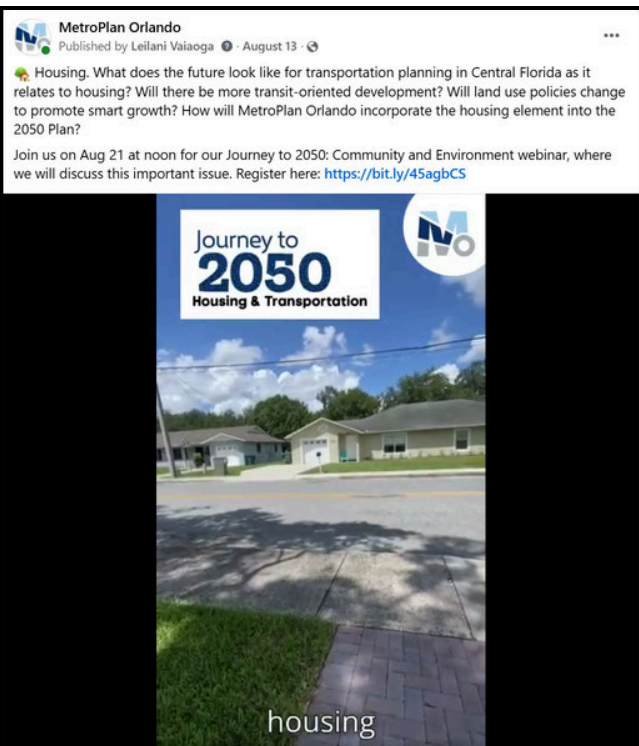 MetroPlan Orlando
Published by Leilani Vaiaoga · August 13 ·
Housing. What does the future look like for transportation planning in Central Florida as it
relates to housing? Will there be more transit-oriented development? Will land use policies change
to promote smart growth? How will MetroPlan Orlando incorporate the housing element into the
2050 Plan?
Join us on Aug 21 at noon for our Journey to 2050: Community and Environment webinar, where
we will discuss this important issue. Register here: https://bit.ly/45agbCS
Journey to
2050
Housing & Transportation
Mo
housing